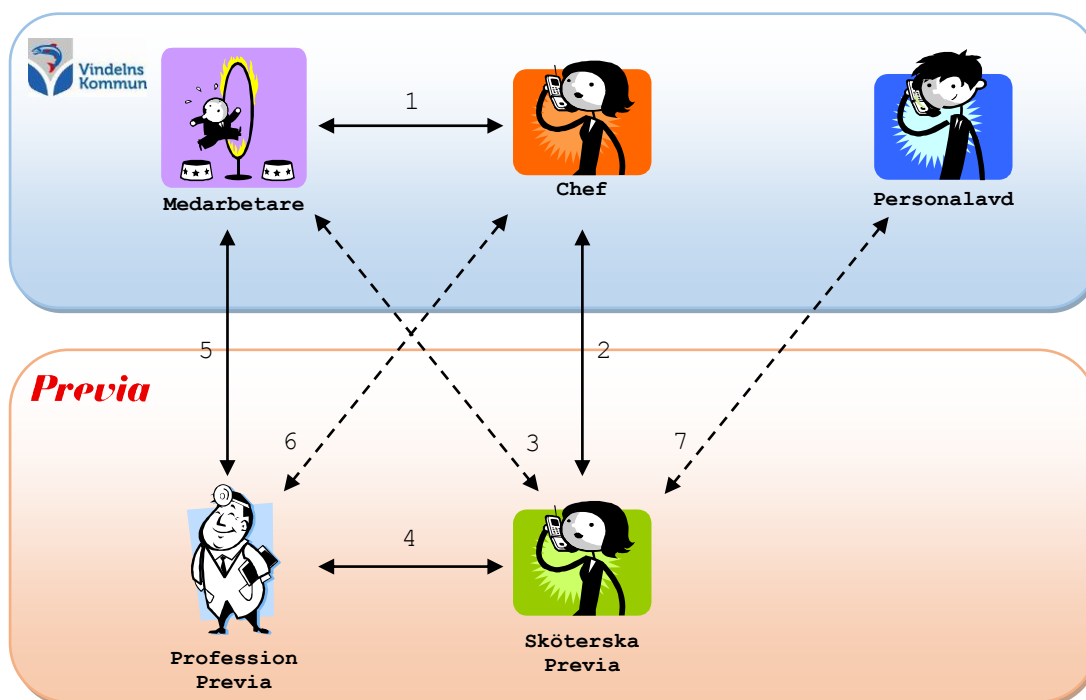 Vindelns
Kommun
1
Medarbetare
Chef
Personalavd
5
2
Previa
6
3
7
4
Profession
Previa
Sköterska
Previa